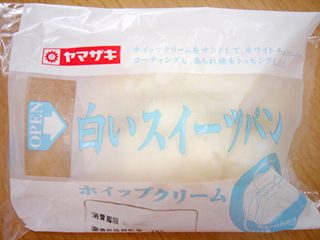 ヤマザキ
ホイップクリームをサンドして、ホワイトチョコ
コーティングし、あられ糖をトッピングした
OPEN
白いスイーツパン
ホイップクリーム
消費期限